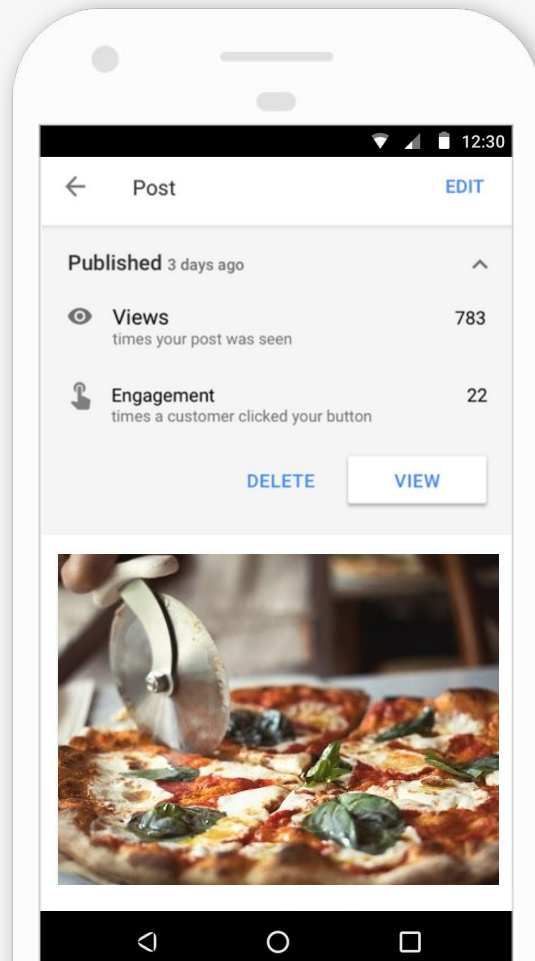 12:30
Post
EDIT
Published 3 days ago
Views
783
times your post was seen
Engagement
22
times a customer clicked your button
DELETE
VIEW